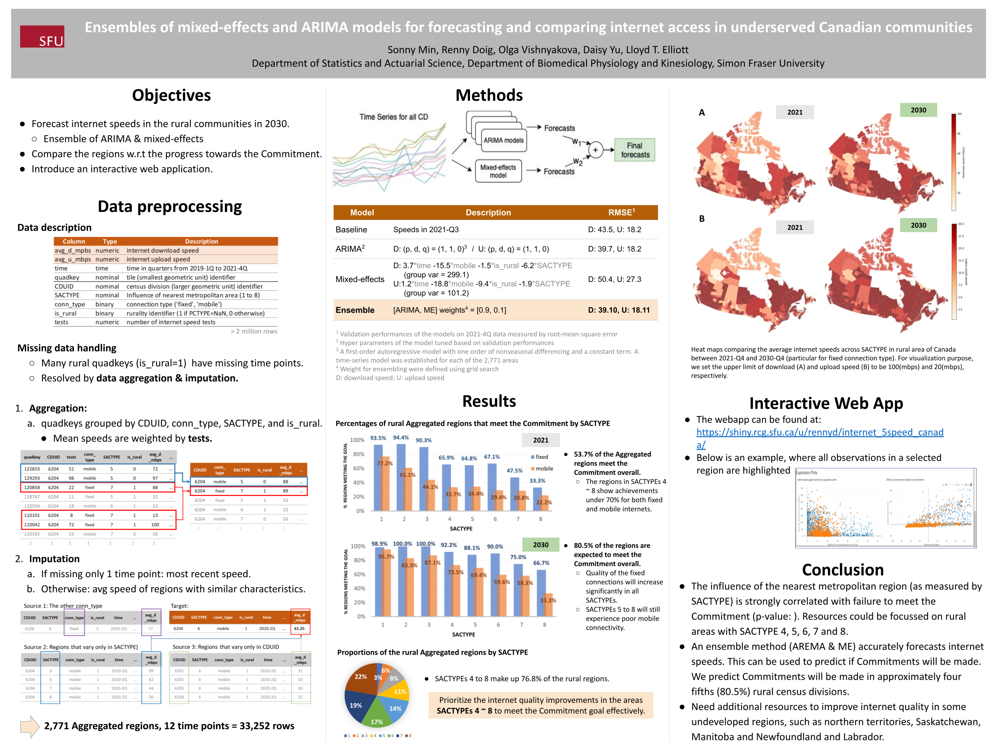 SFU
Ensembles of mixed-effects and ARIMA models for forecasting and comparing internet access in underserved Canadian communities
Sonny Min, Renny Doig, Olga Vishnyakova, Daisy Yu, Lloyd T. Elliott
Department of Statistics and Actuarial Science, Department of Biomedical Physiology and Kinesiology, Simon Fraser University
Objectives
● Forecast internet speeds in the rural communities in 2030.
○ Ensemble of ARIMA & mixed-effects
● Compare the regions w.r.t the progress towards the Commitment.
● Introduce an interactive web application.
Data preprocessing
Data description
Column Type Description
avg_d_mpbs numeric internet download speed
avg_u_mbps numeric internet upload speed
time time time in quarters from 2019-1Q to 2021-4Q
quadkey nominal tile (smallest geometric unit) identifier
CDUID nominal census division (larger geometric unit) identifier
SACTYPE nominal Influence of nearest metropolitan area (1 to 8)
conn_type binary connection type ('fixed', 'mobile')
is_rural binary rurality identifier (1 if PCTYPE=NaN, 0 otherwise)
tests numeric number of internet speed tests
> 2 million rows
Missing data handling
○ Many rural quadkeys (is_rural=1) have missing time points.
○ Resolved by data aggregation & imputation.
1. Aggregation:
a. quadkeys grouped by CDUID, conn_type, SACTYPE, and is_rural.
● Mean speeds are weighted by tests.
quadkey CDUID tests conn_ type SACTYPE is_rural avg_d _mbps ...
122833 6204 51 mobile 5 0 72 ...
129293 6204 98 mobile 5 0 97 ...
120858 6204 22 fixed 7 1 88 ...
128747 6204 11 fixed 5 1 32 ...
120504 6204 18 mobile 6 1 22 ...
110101 6204 8 fixed 7 1 13 ...
110042 6204 72 fixed 7 1 100 ...
120392 6204 23 mobile 7 0 56 ...
CDUID conn_ type SACTYPE is_rural avg_d _mbps ...
6204 mobile 5 0 88 ...
6204 fixed 7 1 89 ...
6204 fixed 5 1 32
6204 mobile 6 1 22
6204 mobile 7 0 56 ...
2. Imputation
a. If missing only 1 time point: most recent speed.
b. Otherwise: avg speed of regions with similar characteristics.
Source 1: The other conn_type
CDUID SACTYPE conn_type is_rural time ... avg_d _mbps
6204 6 fixed 1 2020-2Q ... 77
Target:
CDUID SACTYPE conn_type is_rural time ... avg_d _mbps
6204 6 mobile 1 2020-2Q ... 61.25
Source 2: Regions that vary only in SACTYPE)
CDUID SACTYPE conn_type is_rural time ... avg_d _mbps
6204 3 mobile 1 2020-2Q ... 99
6204 6 mobile 1 2020-2Q ... 82
6204 7 mobile 1 2020-2Q ... 44
6204 8 mobile 1 2020-2Q ... 56
Source 3: Regions that vary only in CDUID
CDUID SACTYPE conn_type is_rural time ... avg_d _mbps
6201 6 mobile 1 2020-2Q ... 31
6202 6 mobile 1 2020-2Q ... 53
6205 6 mobile 1 2020-2Q ... 30
6106 6 mobile 1 2020-2Q ... 32
2,771 Aggregated regions, 12 time points = 33,252 rows
Methods
Time Series for all CD
ARIMA models
Forecasts
W1
Mixed-effects
model
Forecasts
W2
+
Final
forecasts
Model Description RMSE1
Baseline Speeds in 2021-Q3 D: 43.5, U: 18.2
ARIMA2 D: (p, d, q) = (1, 1, 0)3 / U: (p, d, q) = (1, 1, 0) D: 39.7, U: 18.2
Mixed-effects D: 3.7*time -15.5*mobile -1.5*is_rural -6.2*SACTYPE
(group var = 299.1)
U:1.2*time -18.8*mobile -9.4*is_rural -1.9*SACTYPE
(group var = 101.2)
D: 50.4, U: 27.3
Ensemble [ARIMA, ME] weights4 = [0.9, 0.1] D: 39.10, U: 18.11
1 Validation performances of the models on 2021-4Q data measured by root-mean-square error
2 Hyper parameters of the model tuned based on validation performances
3 A first-order autoregressive model with one order of nonseasonal differencing and a constant term. A
time-series model was established for each of the 2,771 areas
4 Weight for ensembling were defined using grid search
D: download speed; U: upload speed
Results
Percentages of rural Aggregated regions that meet the Commitment by SACTYPE
% REGIONS MEETING THE GOAL
100%
80%
60%
40%
20%
0%
93.5% 94.4% 90.3% 65.9% 64.8% 67.1% 47.5% 33.3%
77.2% 61.1% 44.1% 33.7% 34.4% 29.4% 28.8% 22.2%
2021
fixed
mobile
1 2 3 4 5 6 7 8
SACTYPE
● 53.7% of the Aggregated
regions meet the
Commitment overall.
○ The regions in SACTYPEs 4
~ 8 show achievements
under 70% for both fixed
and mobile internets.
% REGIONS MEETING THE GOAL
100%
80%
60%
40%
20%
0%
98.9% 100.0% 100.0% 92.2% 88.1% 90.0% 75.0% 66.7%
95.7% 83.3% 87.1% 73.5% 69.4% 59.6% 58.3% 33.3%
2030
1 2 3 4 5 6 7 8
SACTYPE
● 80.5% of the regions are
expected to meet the
Commitment overall.
○ Quality of the fixed
connections will increase
significantly in all
SACTYPEs.
○ SACTYPEs 5 to 8 will still
experience poor mobile
connectivity.
Proportions of the rural Aggregated regions by SACTYPE
3% 6% 8% 11% 14% 17% 19% 22%
1 2 3 4 5 6 7 8
● SACTYPEs 4 to 8 make up 76.8% of the rural regions.
Prioritize the internet quality improvements in the areas
SACTYPEs 4 ~ 8 to meet the Commitment goal effectively.
A
2021
2030
100
80
60
40
20
download speed (mbps)
B
2021
2030
20.0
17.5
15.0
12.5
10.0
7.5
5.0
2.5
upload speed (mbps)
Heat maps comparing the average internet speeds across SACTYPE in rural area of Canada
between 2021-Q4 and 2030-Q4 (particular for fixed connection type). For visualization purpose,
we set the upper limit of download (A) and upload speed (B) to be 100(mbps) and 20(mbps),
respectively.
Interactive Web App
● The webapp can be found at:
https://shiny.rcg.sfu.ca/u/rennyd/internet_5speed_canad
a/
● Below is an example, where all observations in a selected
region are highlighted
Exploratory Plots
Internet speed against proximity to population centre
Offset of current internet speeds from commitment
Distance from nearest population centre (km)
Download offset (Mbps)
Conclusion
● The influence of the nearest metropolitan region (as measured by
SACTYPE) is strongly correlated with failure to meet the
Commitment (p-value: ). Resources could be focussed on rural
areas with SACTYPE 4, 5, 6, 7 and 8.
● An ensemble method (AREMA & ME) accurately forecasts internet
speeds. This can be used to predict if Commitments will be made.
We predict Commitments will be made in approximately four
fifths (80.5%) rural census divisions.
● Need additional resources to improve internet quality in some
undeveloped regions, such as northern territories, Saskatchewan,
Manitoba and Newfoundland and Labrador.